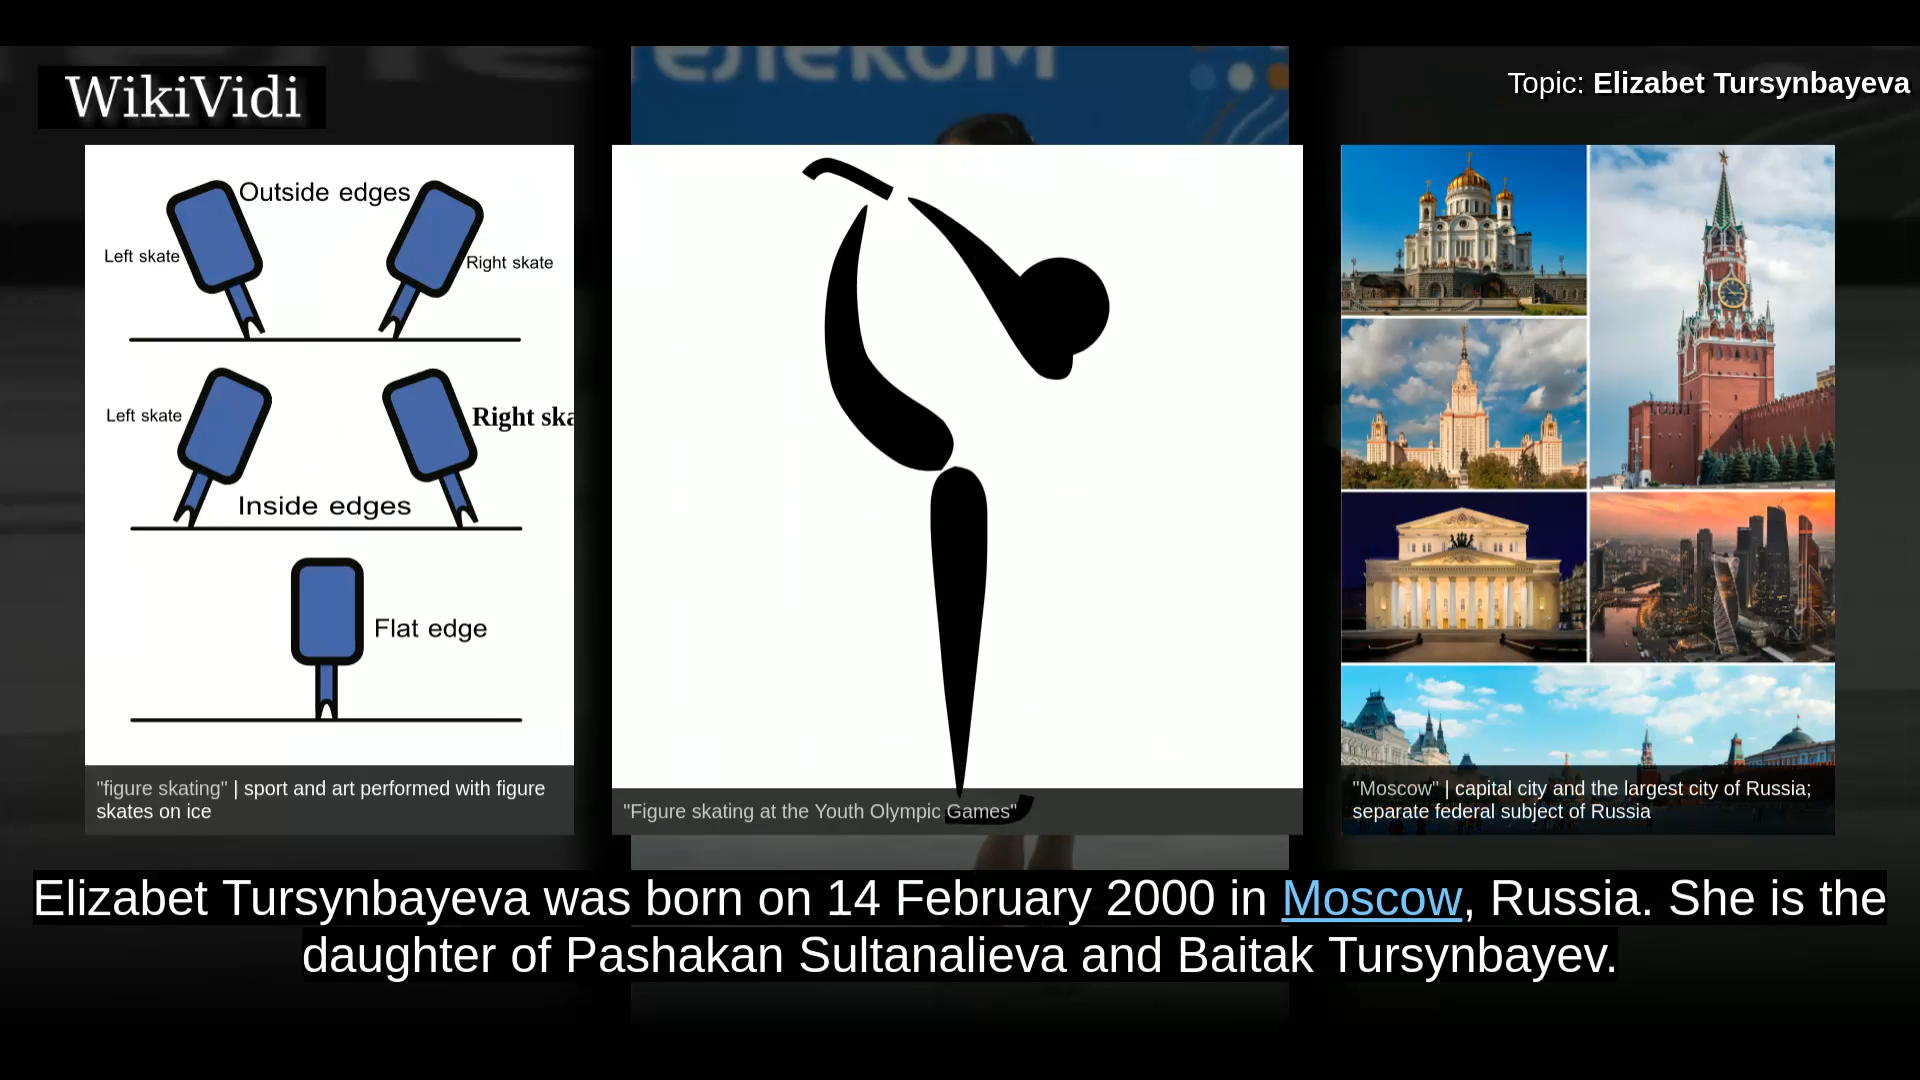 ЕЛЕКОМ
WikiVidi
Topic: Elizabet Tursynbayeva
Outside edges
Left skate
Right skate
Left skate
Right ska
Inside edges
Flat edge
"figure skating" | sport and art performed with figure
skates on ice
"Figure skating at the Youth Olympic Games"
"Moscow" | capital city and the largest city of Russia;
separate federal subject of Russia
Elizabet Tursynbayeva was born on 14 February 2000 in Moscow, Russia. She is the
daughter of Pashakan Sultanalieva and Baitak Tursynbayev.